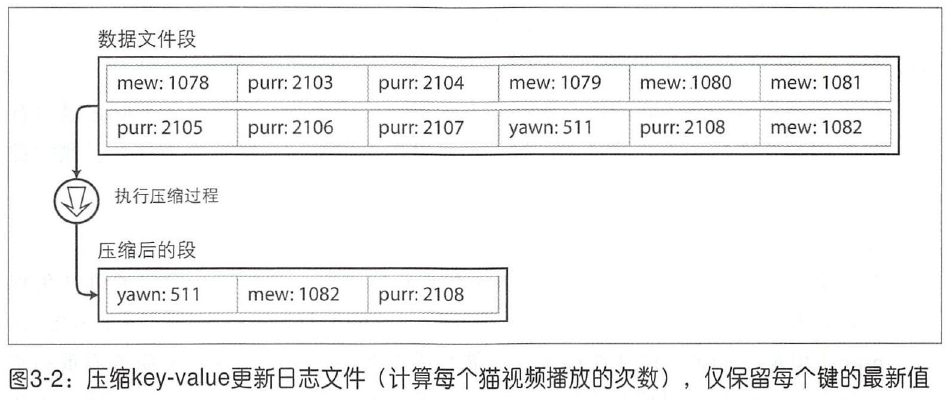 数据文件段
mew: 1078 purr: 2103 purr: 2104 mew: 1079 mew: 1080 mew: 1081
purr: 2105 purr: 2106 purr: 2107 yawn: 511 purr: 2108 mew: 1082
执行压缩过程
压缩后的段
yawn: 511 mew: 1082 purr: 2108
图3-2：压缩key-value更新日志文件（计算每个猫视频播放的次数），仅保留每个键的最新值